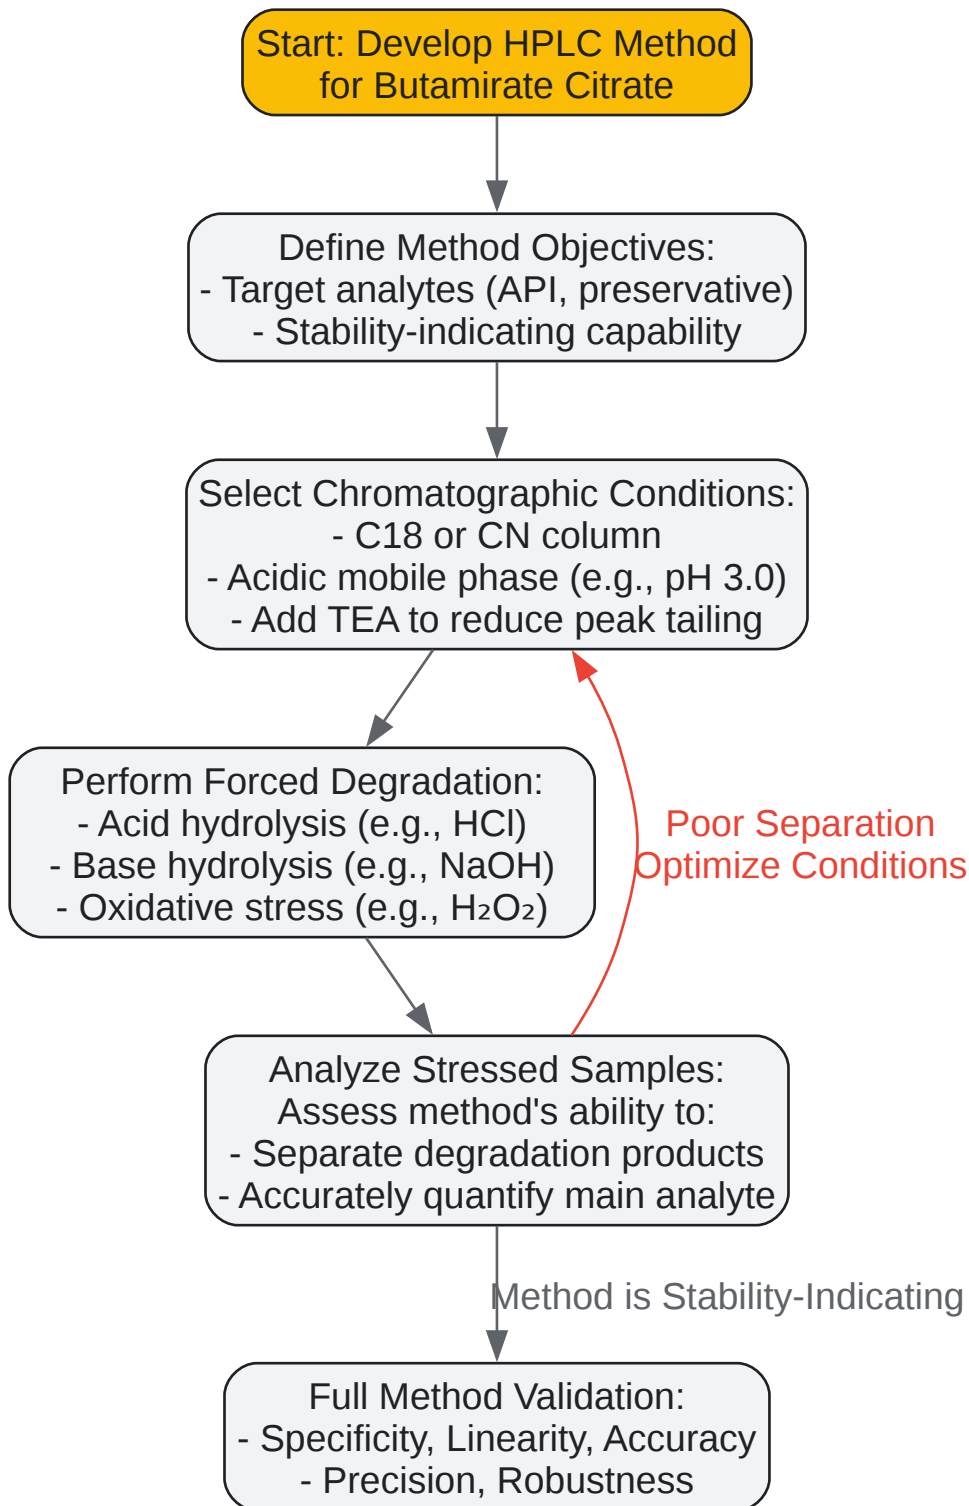 Start: Develop HPLC Method
for Butamirate Citrate
Define Method Objectives:
- Target analytes (API, preservative)
- Stability-indicating capability
Select Chromatographic Conditions:
- C18 or CN column
- Acidic mobile phase (e.g., pH 3.0)
- Add TEA to reduce peak tailing
Perform Forced Degradation:
- Acid hydrolysis (e.g., HCl)
- Base hydrolysis (e.g., NaOH)
- Oxidative stress (e.g., H₂O₂)
Poor Separation
Optimize Conditions
Analyze Stressed Samples:
Assess method's ability to:
- Separate degradation products
- Accurately quantify main analyte
Method is Stability-Indicating
Full Method Validation:
- Specificity, Linearity, Accuracy
- Precision, Robustness